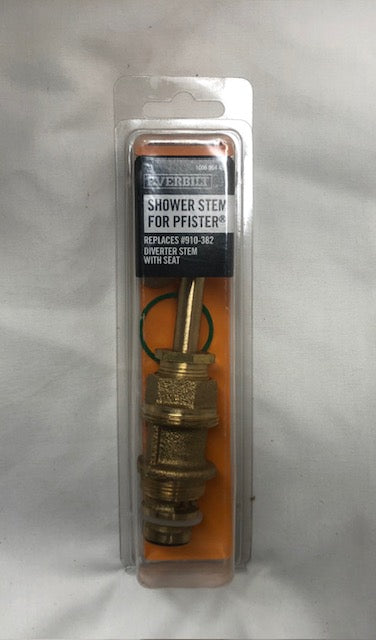 EVERBILT
SHOWER STEM
FOR PFISTER®
REPLACES #910-382
DIVERTER STEM
WITH SEAT